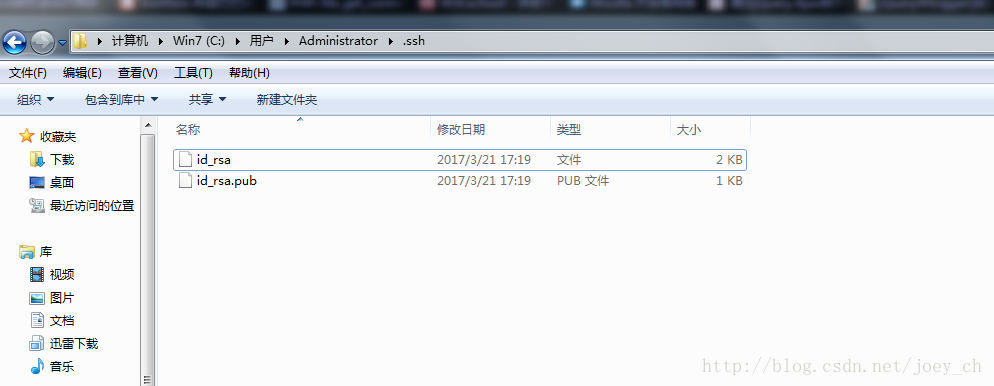 计算机 Win7 (C:) 用户 Administrator .ssh
文件(F) 编辑(E) 查看(V) 工具(T) 帮助(H)
组织 包含到库中 共享 新建文件夹
名称 修改日期 类型 大小
收藏夹
下载
桌面
最近访问的位置
库
视频
图片
文档
迅雷下载
音乐
id_rsa 2017/3/21 17:19 文件 2 KB
id_rsa.pub 2017/3/21 17:19 PUB 文件 1 KB
http://blog.csdn.net/joey_ch